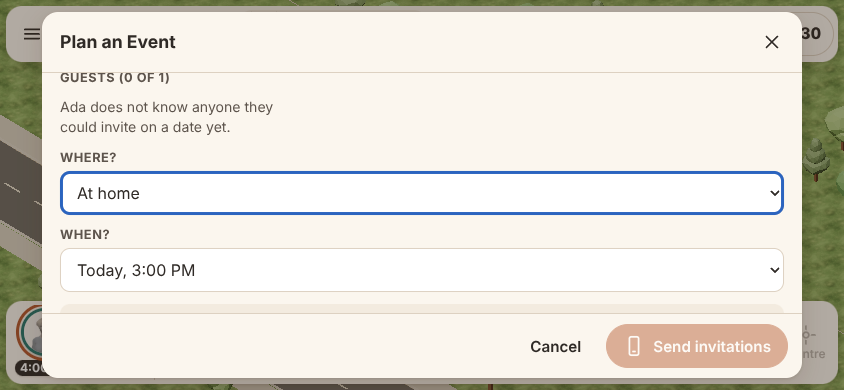 Plan an Event
30
GUESTS (0 OF 1)
Ada does not know anyone they
could invite on a date yet.
WHERE?
At home
WHEN?
Today, 3:00 PM
Cancel
Send invitations